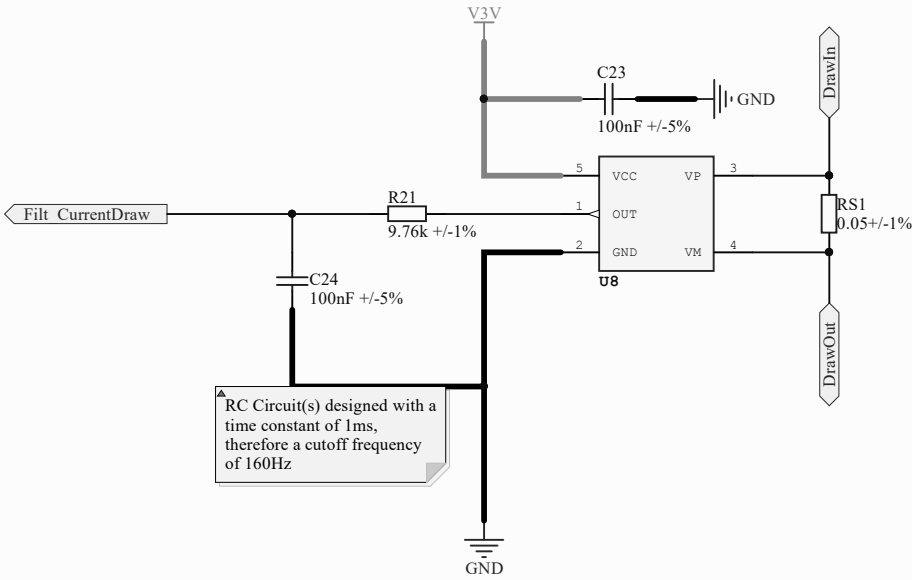 V3V
C23
GND
100nF +/-5%
DrawIn
5
VCC
VP
3
R21
RS1
Filt_CurrentDraw
1
OUT
9.76k +/-1%
0.05+/-1%
2
GND
VM
4
C24
U8
100nF +/-5%
DrawOut
RC Circuit(s) designed with a
time constant of 1ms,
therefore a cutoff frequency
of 160Hz
GND